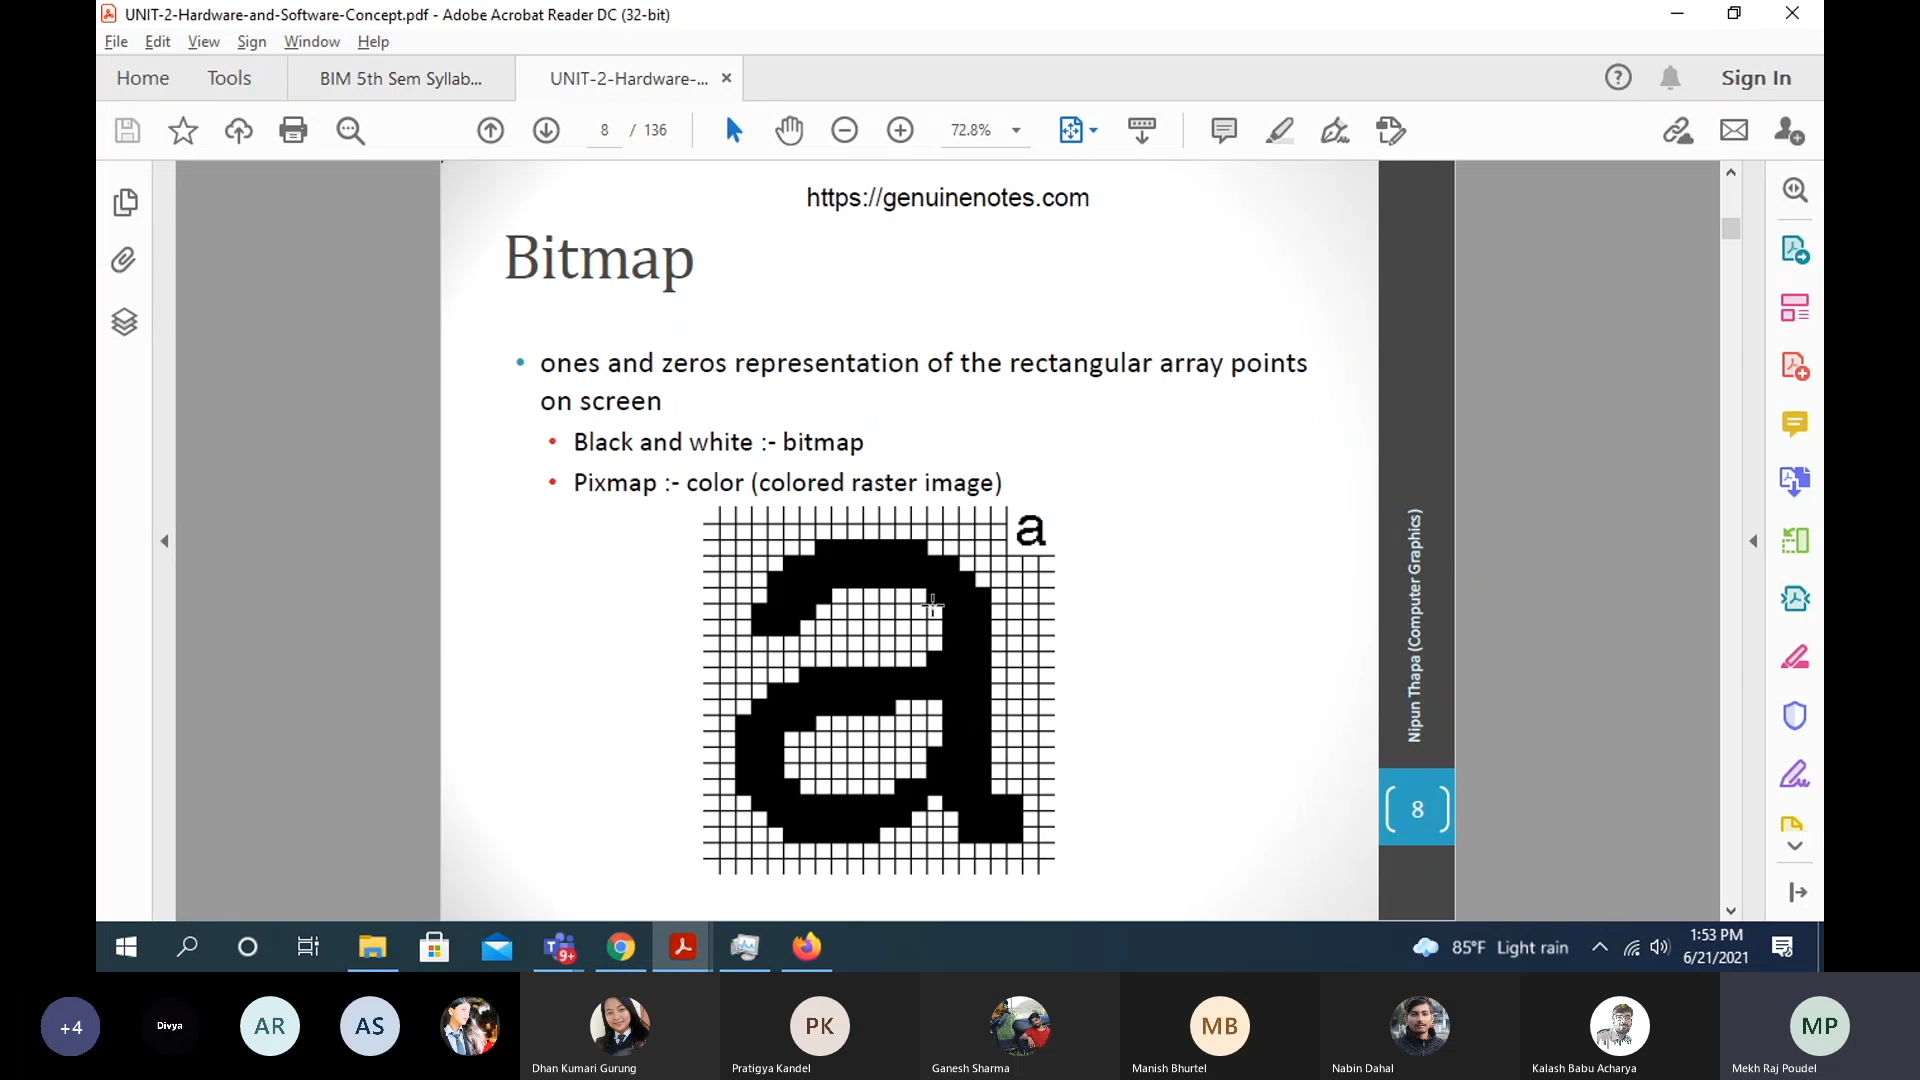 UNIT-2-Hardware-and-Software-Concept.pdf - Adobe Acrobat Reader DC (32-bit)
File Edit View Sign Window Help
Home Tools BIM 5th Sem Syllab... UNIT-2-Hardware-... × Sign In
8 / 136 72.8%
https://genuinenotes.com
Bitmap
• ones and zeros representation of the rectangular array points
on screen
• Black and white :- bitmap
• Pixmap :- color (colored raster image)
a
a
Nipun Thapa (Computer Graphics)
8
9+
85°F Light rain
1:53 PM
6/21/2021
+4
Divya
AR
AS
PK
MB
MP
Dhan Kumari Gurung
Pratigya Kandel
Ganesh Sharma
Manish Bhurtel
Nabin Dahal
Kalash Babu Acharya
Mekh Raj Poudel